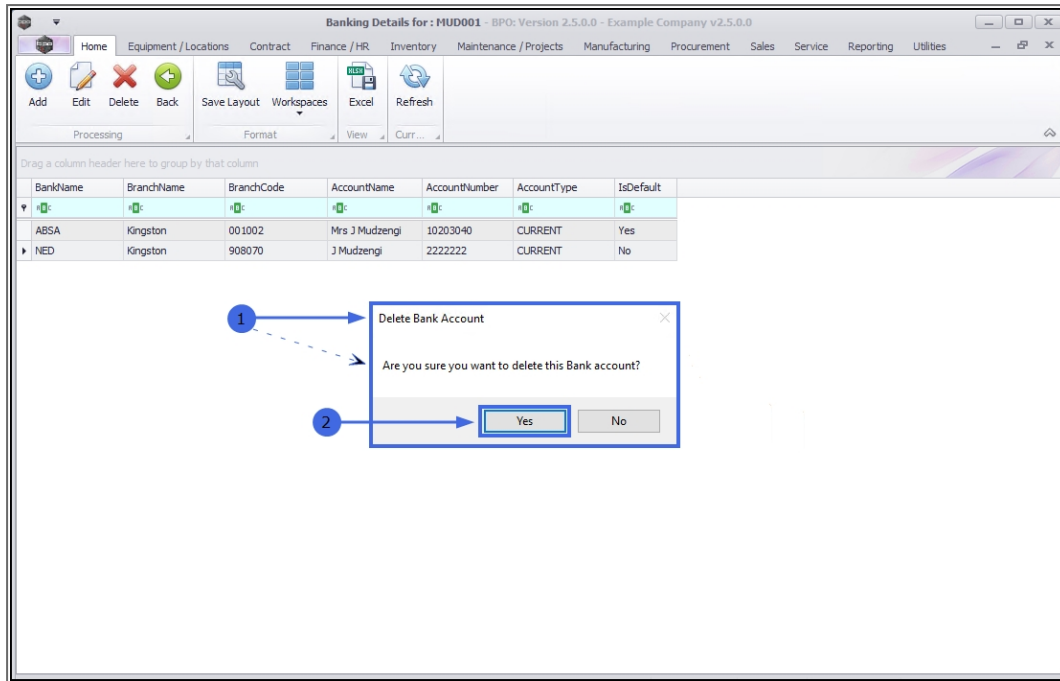 Banking Details for : MUD001 - BPO: Version 2.5.0.0 - Example Company v2.5.0.0
Home Equipment / Locations Contract Finance / HR Inventory Maintenance / Projects Manufacturing Procurement Sales Service Reporting Utilities
Add Edit Delete Back Save Layout Workspaces Excel Refresh
Processing Format View Curr...
Drag a column header here to group by that column
BankName BranchName BranchCode AccountName AccountNumber AccountType IsDefault
ABSA Kingston 001002 Mrs J Mudzengi 10203040 CURRENT Yes
NED Kingston 908070 J Mudzengi 2222222 CURRENT No
1
Delete Bank Account
Are you sure you want to delete this Bank account?
2
Yes No